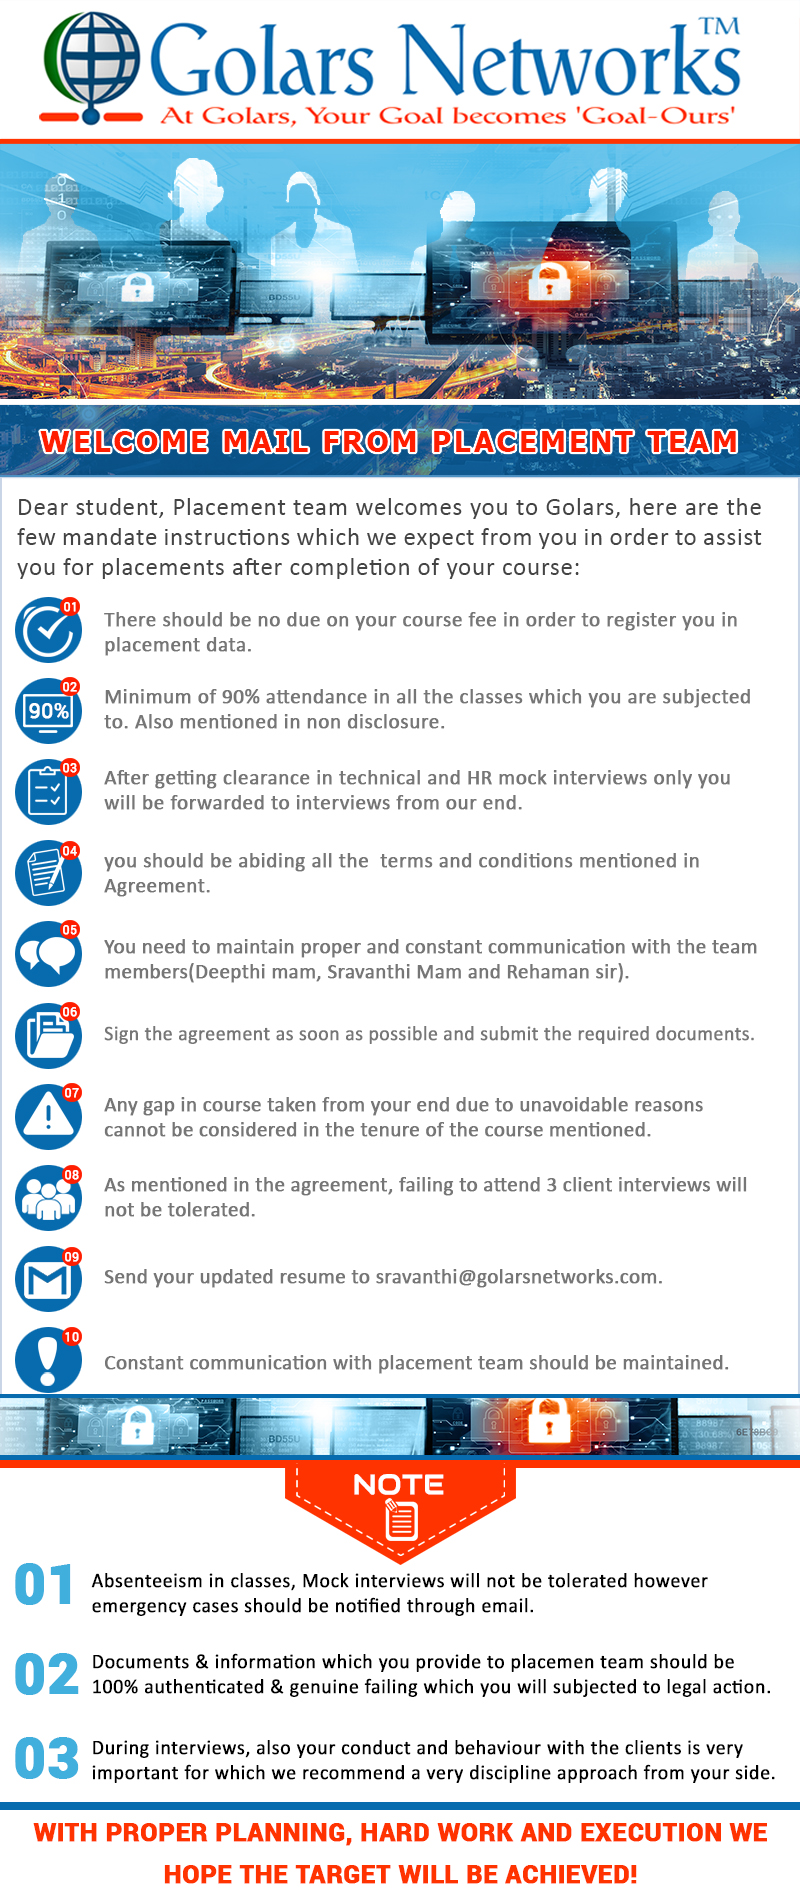 Golars Networks™
At Golars, Your Goal becomes 'Goal-Ours'
BD55U
WELCOME MAIL FROM PLACEMENT TEAM
Dear student, Placement team welcomes you to Golars, here are the
few mandate instructions which we expect from you in order to assist
you for placements after completion of your course:
01
There should be no due on your course fee in order to register you in
placement data.
02
90%
Minimum of 90% attendance in all the classes which you are subjected
to. Also mentioned in non disclosure.
03
After getting clearance in technical and HR mock interviews only you
will be forwarded to interviews from our end.
04
you should be abiding all the  terms and conditions mentioned in
Agreement.
05
You need to maintain proper and constant communication with the team
members(Deepthi mam, Sravanthi Mam and Rehaman sir).
06
Sign the agreement as soon as possible and submit the required documents.
07
Any gap in course taken from your end due to unavoidable reasons
cannot be considered in the tenure of the course mentioned.
08
As mentioned in the agreement, failing to attend 3 client interviews will
not be tolerated.
09
Send your updated resume to sravanthi@golarsnetworks.com.
10
Constant communication with placement team should be maintained.
BD55U
NOTE
01
Absenteeism in classes, Mock interviews will not be tolerated however
emergency cases should be notified through email.
02
Documents & information which you provide to placemen team should be
100% authenticated & genuine failing which you will subjected to legal action.
03
During interviews, also your conduct and behaviour with the clients is very
important for which we recommend a very discipline approach from your side.
WITH PROPER PLANNING, HARD WORK AND EXECUTION WE
HOPE THE TARGET WILL BE ACHIEVED!